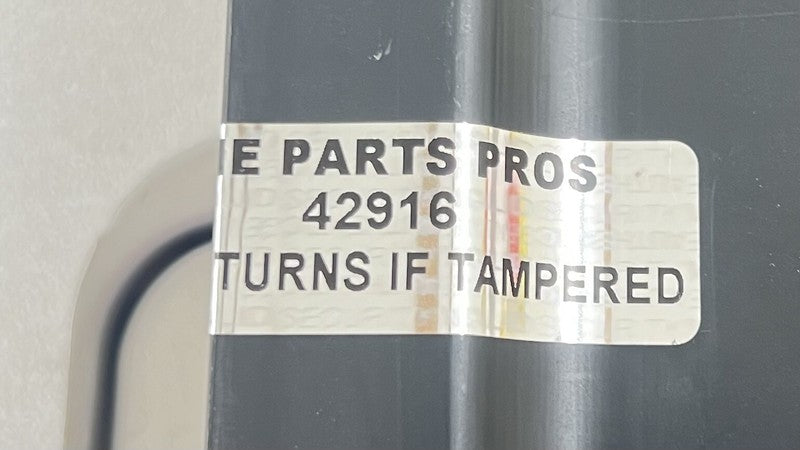 E PARTS PROS
42916
TURNS IF TAMPERED